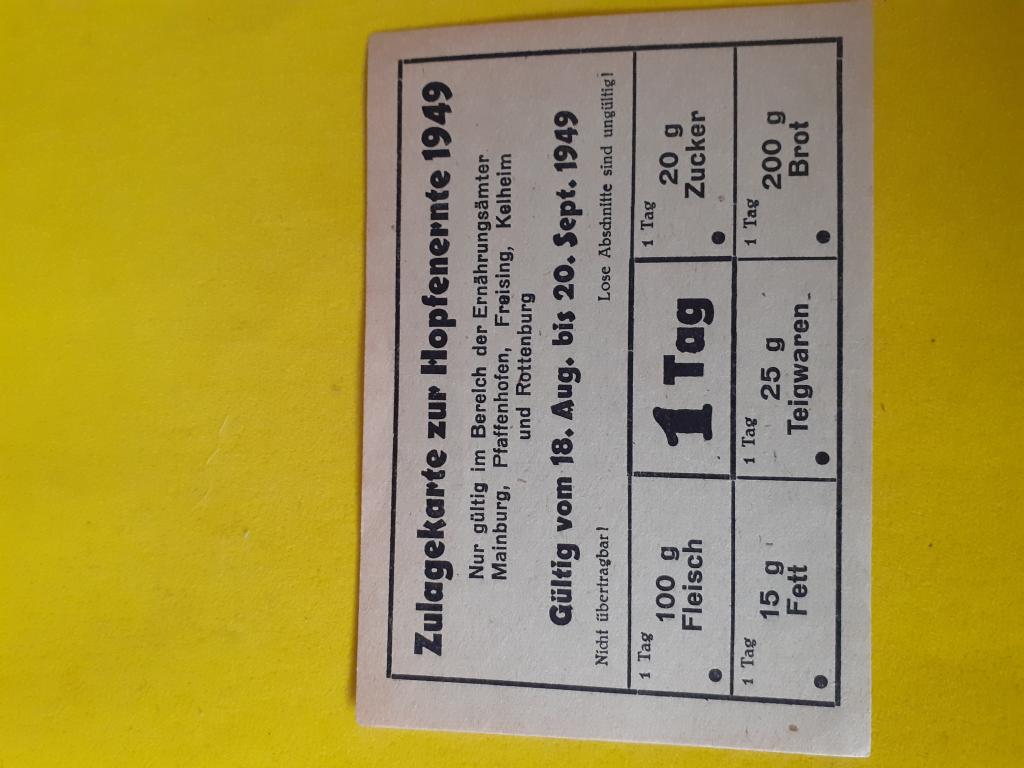 Zulagekarte zur Hopfenernte 1949
Nur gültig im Bereich der Ernährungsämter
Mainburg, Pfaffenhofen, Freising, Kelheim
und Rottenburg
Gültig vom 18. Aug. bis 20. Sept. 1949
Nicht übertragbar! Lose Abschnitte sind ungültig!
1 Tag
100 g
Fleisch
1 Tag
1 Tag
20 g
Zucker
1 Tag
15 g
Fett
1 Tag
25 g
Teigwaren
1 Tag
200 g
Brot